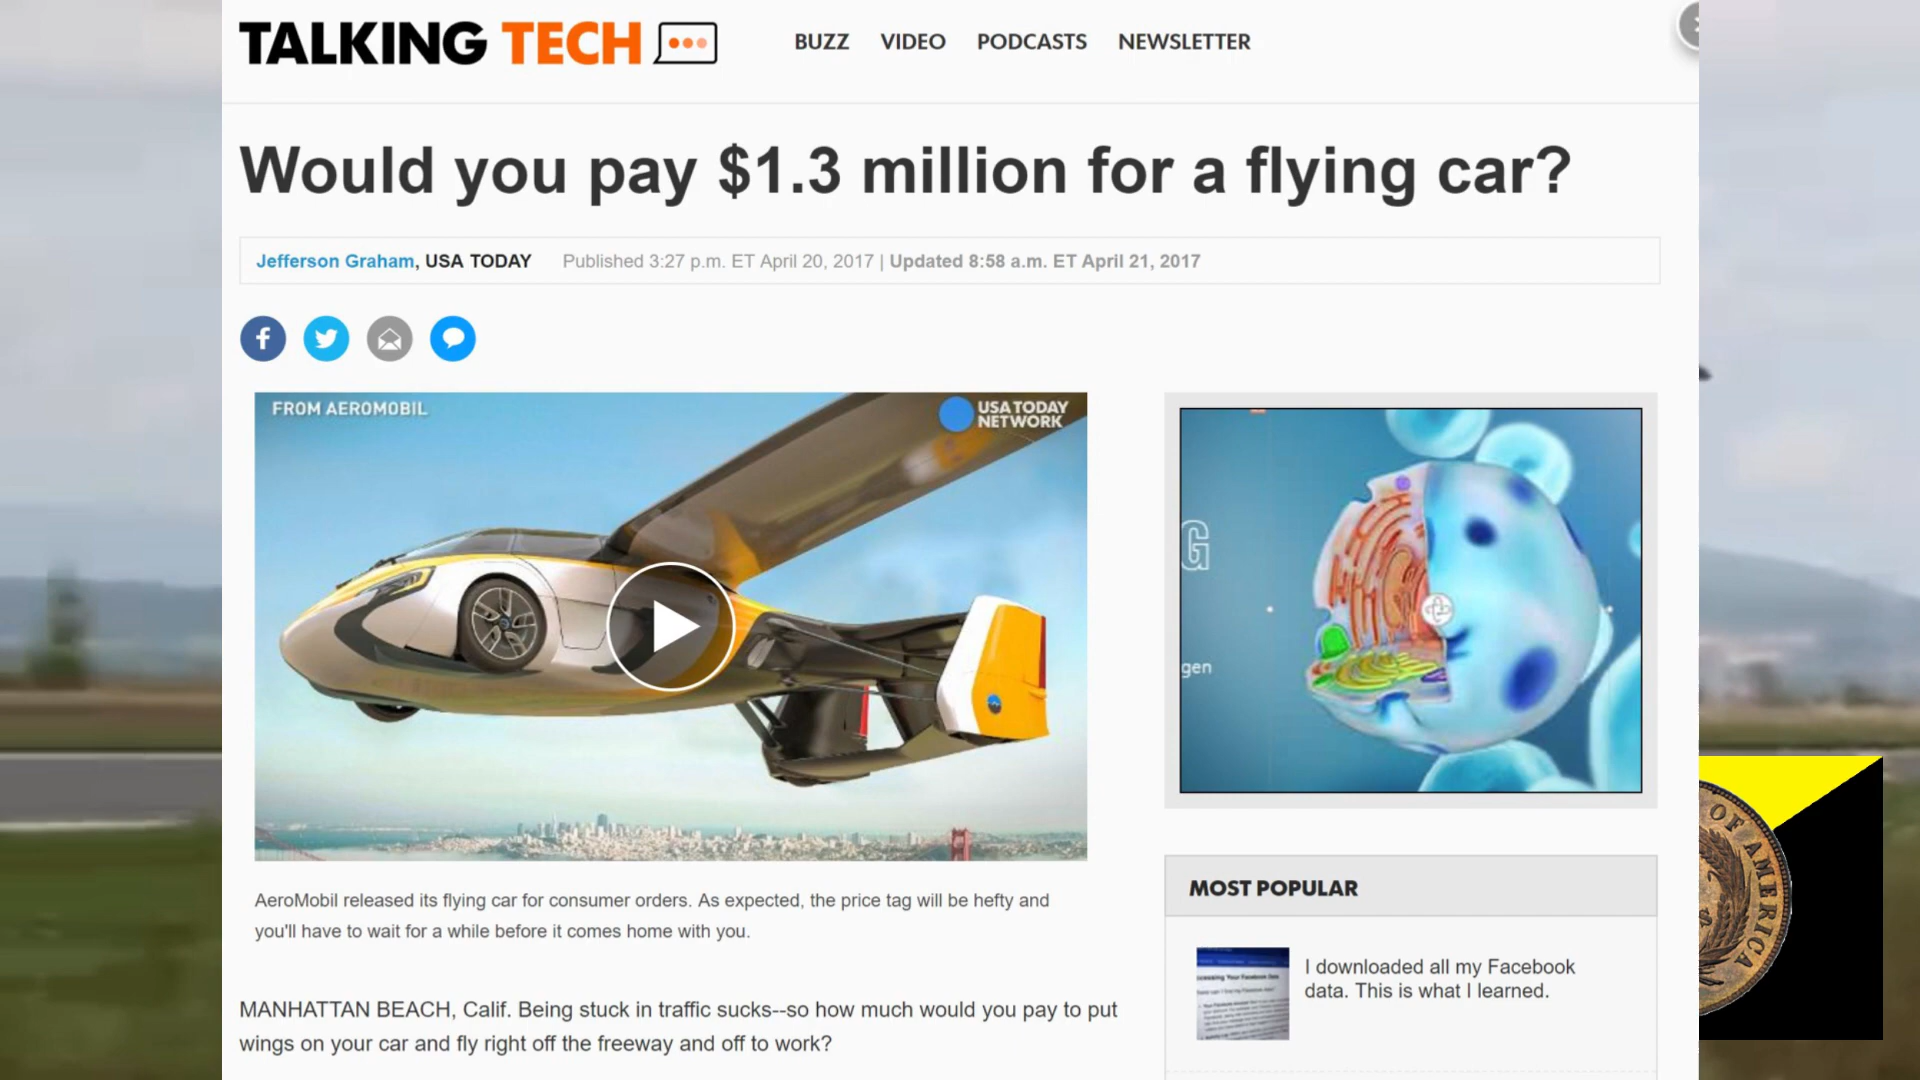 TALKING TECH
BUZZ VIDEO PODCASTS NEWSLETTER
Would you pay $1.3 million for a flying car?
Jefferson Graham, USA TODAY Published 3:27 p.m. ET April 20, 2017 | Updated 8:58 a.m. ET April 21, 2017
FROM AEROMOBIL
USA TODAY
NETWORK
AeroMobil released its flying car for consumer orders. As expected, the price tag will be hefty and
you'll have to wait for a while before it comes home with you.
MANHATTAN BEACH, Calif. Being stuck in traffic sucks--so how much would you pay to put
wings on your car and fly right off the freeway and off to work?
G
gen
MOST POPULAR
I downloaded all my Facebook
data. This is what I learned.
OF AMERICA